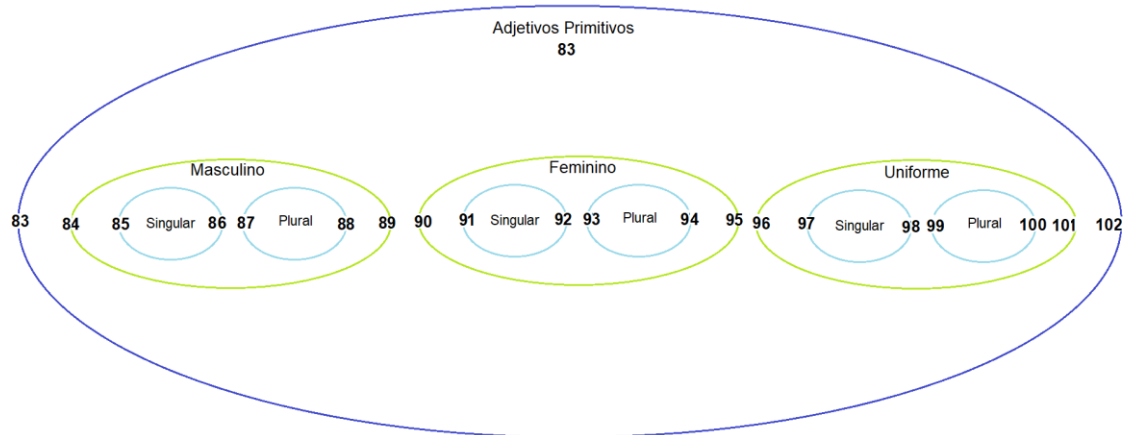 Adjetivos Primitivos
83
Masculino
Feminino
Uniforme
83 84 85 Singular 86 87 Plural 88 89 90 91 Singular 92 93 Plural 94 95 96 97 Singular 98 99 Plural 100 101 102